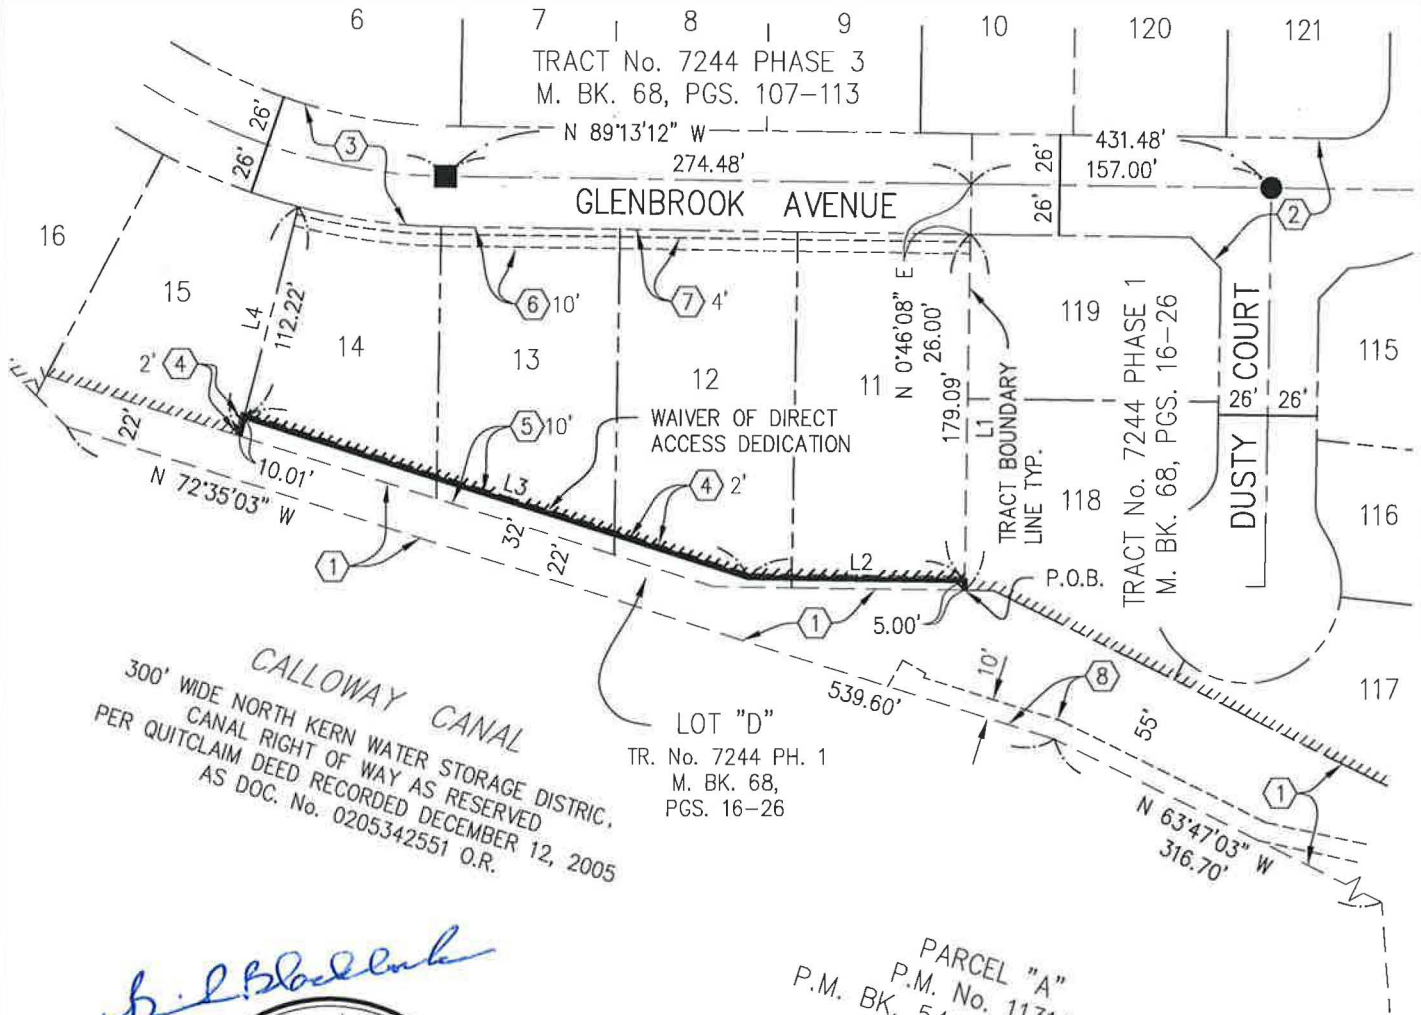 6
7
8
9
10
120
121
TRACT No. 7244 PHASE 3
M. BK. 68, PGS. 107-113
26'
26'
3
N 89°13'12" W
274.48'
431.48'
157.00'
26'
26'
GLENBROOK AVENUE
2
16
15
L4
112.22'
14
6 10'
7 4'
13
12
11
N 0°46'08" E
26.00'
179.09'
L1
TRACT BOUNDARY
LINE TYP.
119
118
TRACT No. 7244 PHASE 1
M. BK. 68, PGS. 16-26
DUSTY COURT
26' 26'
115
116
117
2' 4
22'
10.01'
N 72°35'03" W
5 10'
WAIVER OF DIRECT
ACCESS DEDICATION
L3
4 2'
32'
22'
1
L2
P.O.B.
1
5.00'
10'
8
539.60'
55'
1
N 63°47'03" W
316.70'
CALLOWAY CANAL
300' WIDE NORTH KERN WATER STORAGE DISTRIC.
CANAL RIGHT OF WAY AS RESERVED
PER QUITCLAIM DEED RECORDED DECEMBER 12, 2005
AS DOC. No. 0205342551 O.R.
LOT "D"
TR. No. 7244 PH. 1
M. BK. 68,
PGS. 16-26
PARCEL "A"
P.M. No.
P.M. BK.